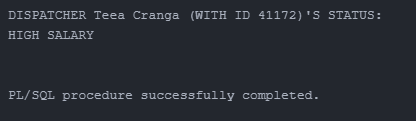 DISPATCHER Teea Cranga (WITH ID 41172)'S STATUS:
HIGH SALARY
PL/SQL procedure successfully completed.